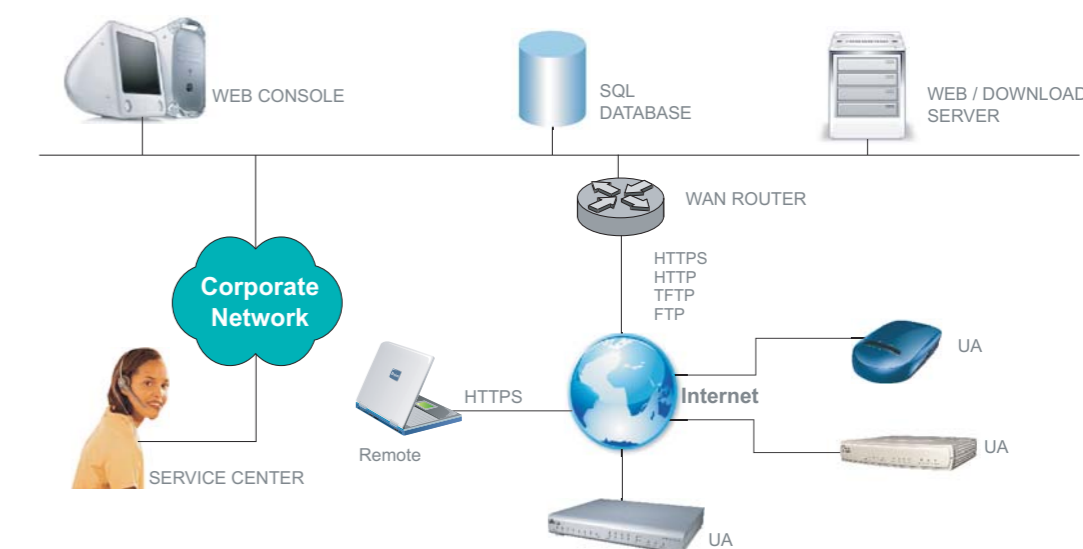 WEB CONSOLE
SQL
DATABASE
WEB / DOWNLOAD
SERVER
WAN ROUTER
HTTPS
HTTP
TFTP
FTP
Corporate
Network
UA
HTTPS
Internet
Remote
UA
SERVICE CENTER
UA